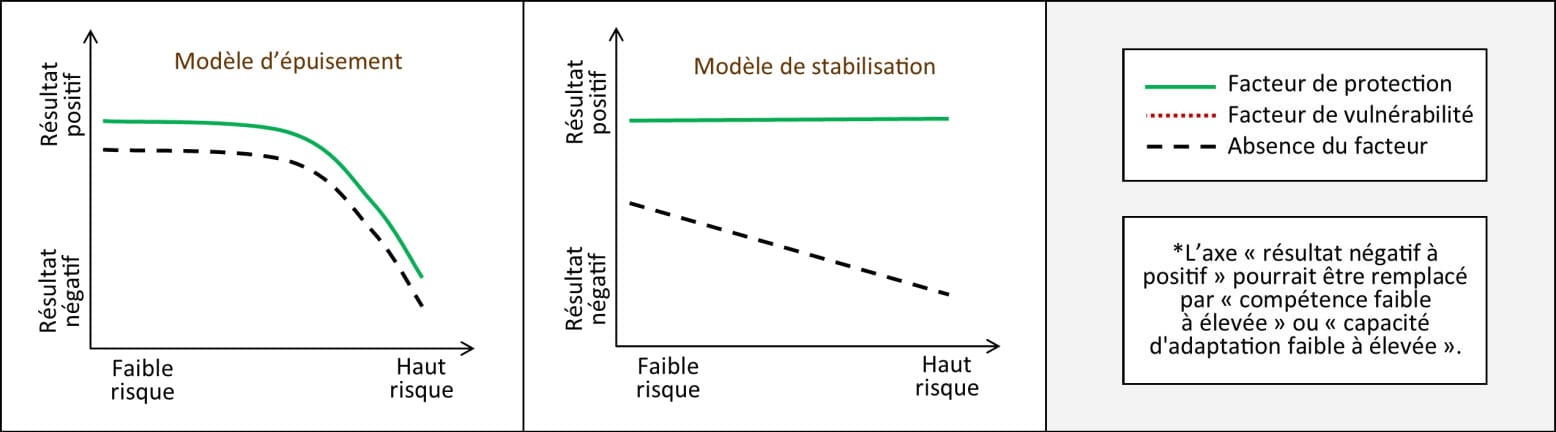 Modèle d'épuisement
Résultat
positif
Résultat
négatif
Faible
risque
Haut
risque
Modèle de stabilisation
Résultat
positif
Résultat
négatif
Faible
risque
Haut
risque
Facteur de protection
Facteur de vulnérabilité
Absence du facteur
*L’axe « résultat négatif à
positif » pourrait être remplacé
par « compétence faible
à élevée » ou « capacité
d'adaptation faible à élevée ».